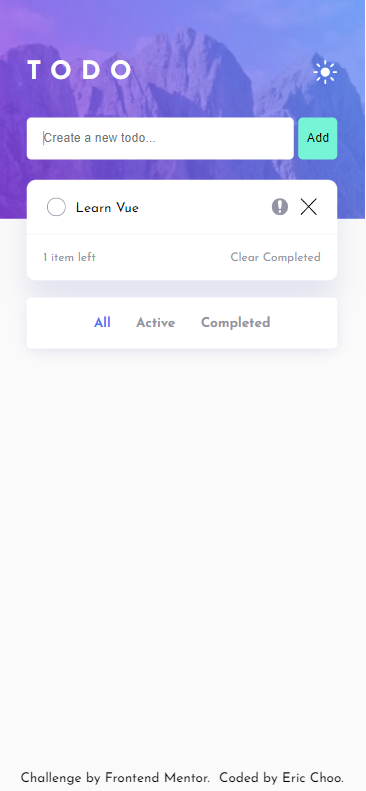 TODO
Create a new todo...
Add
Learn Vue
1 item left
Clear Completed
All
Active
Completed
Challenge by Frontend Mentor. Coded by Eric Choo.